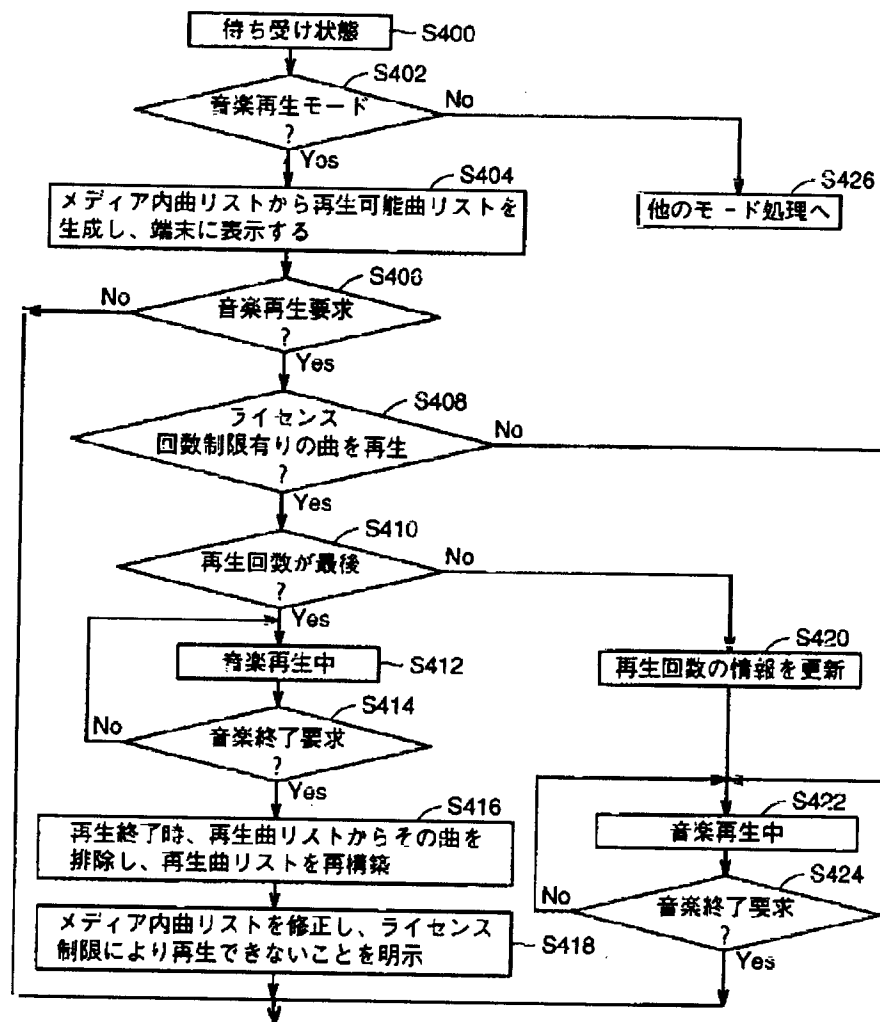 待ち受け状態
S400
S402
音楽再生モード
?
No
Yes
S404
メディア内曲リストから再生可能曲リストを
生成し、端末に表示する
S426
他のモード処理へ
S406
No
音楽再生要求
?
Yes
S408
ライセンス
回数制限有りの曲を再生
?
No
Yes
S410
再生回数が最後
?
No
Yes
音楽再生中
S412
S420
再生回数の情報を更新
S414
No
音楽終了要求
?
Yes
S416
再生終了時、再生曲リストからその曲を
排除し、再生曲リストを再構築
S422
音楽再生中
S424
No
音楽終了要求
?
Yes
メディア内曲リストを修正し、ライセンス
制限により再生できないことを明示
S418